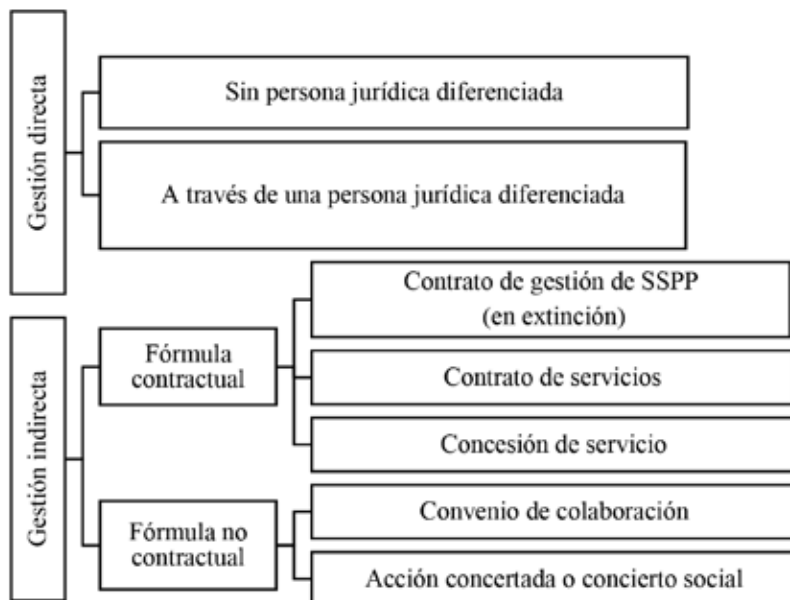 Gestión directa
Sin persona jurídica diferenciada
A través de una persona jurídica diferenciada
Gestión indirecta
Fórmula
contractual
Contrato de gestión de SSPP
(en extinción)
Contrato de servicios
Concesión de servicio
Fórmula no
contractual
Convenio de colaboración
Acción concertada o concierto social